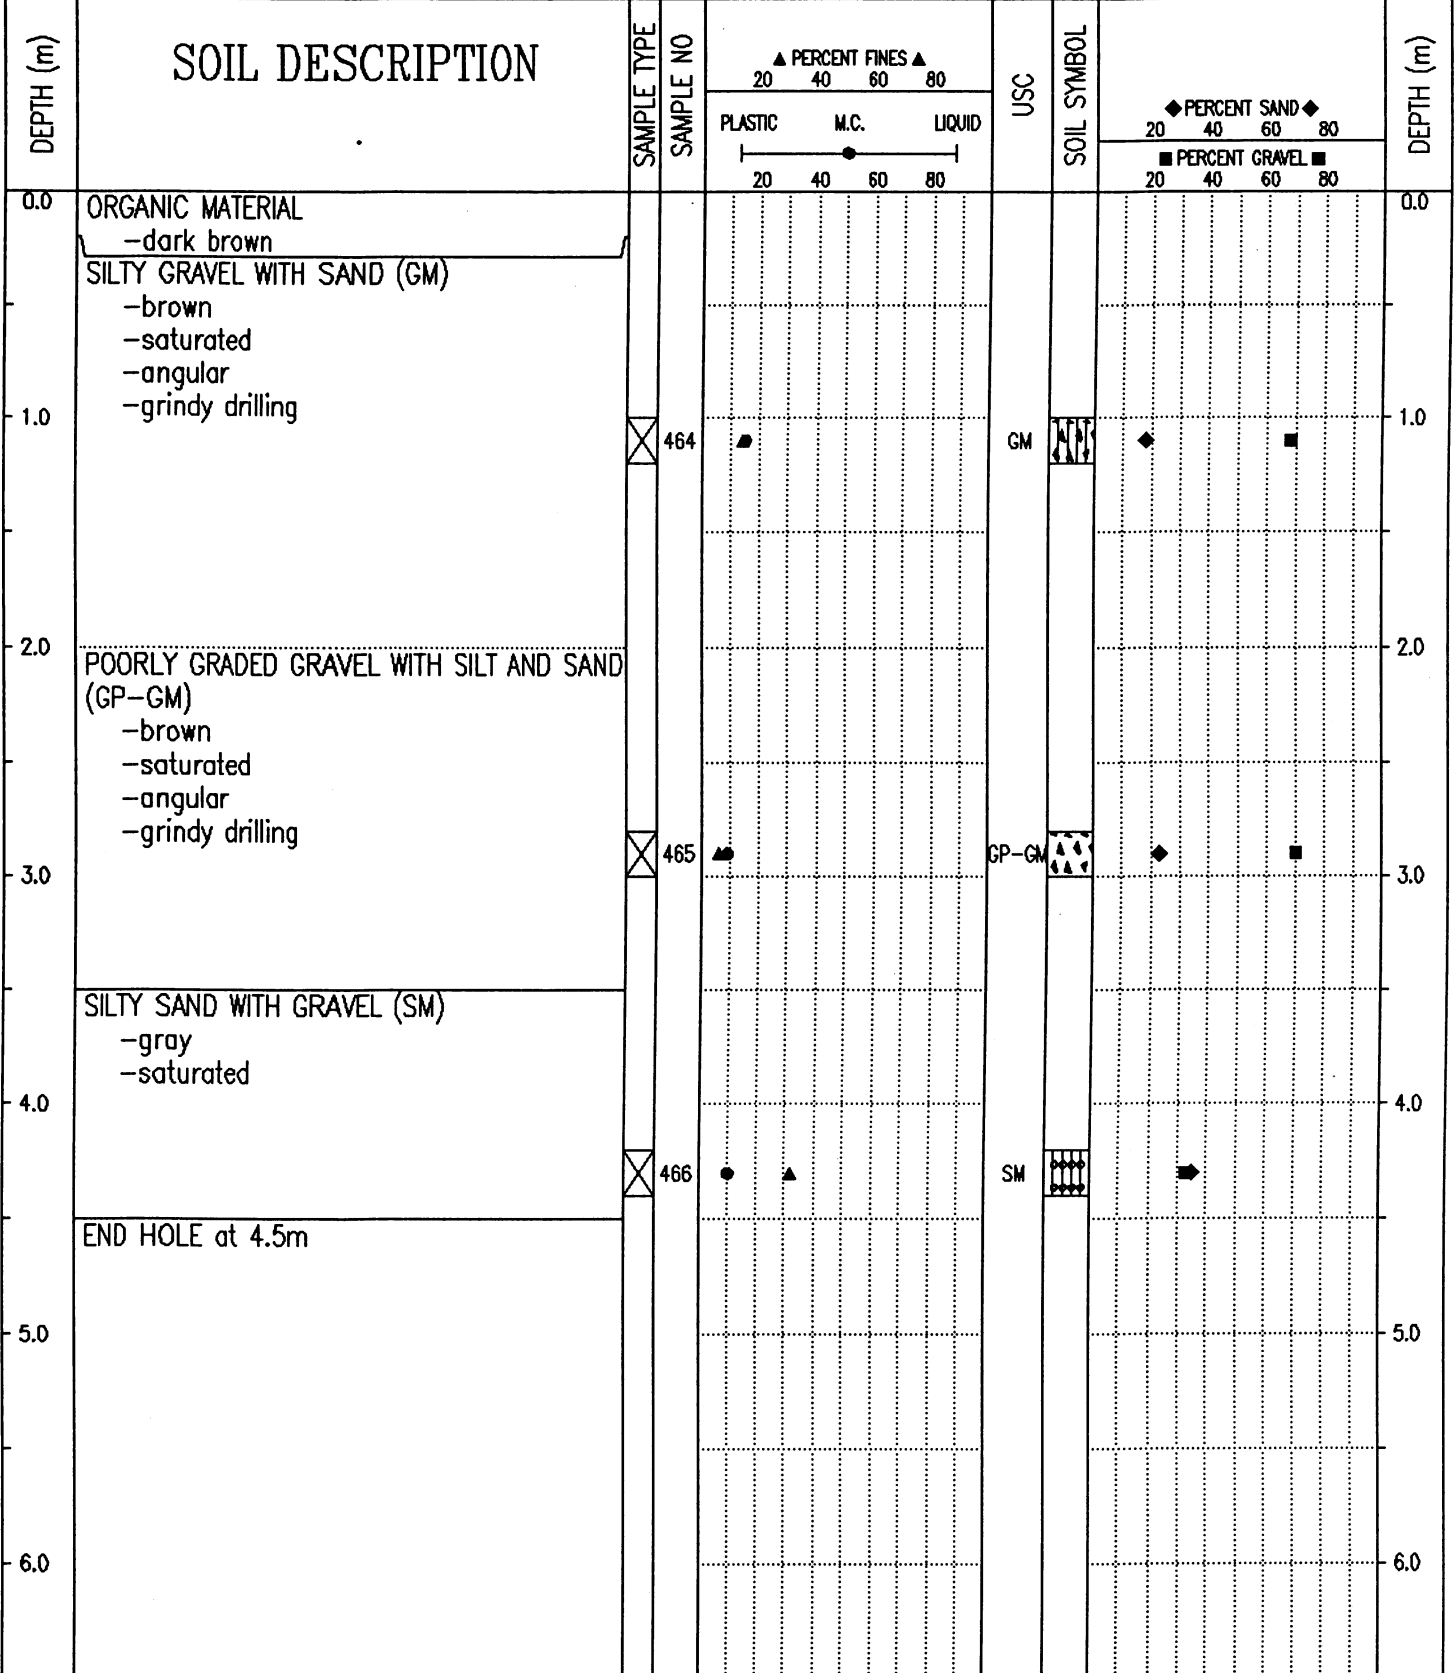 DEPTH (m)
SOIL DESCRIPTION
SAMPLE TYPE
SAMPLE NO
▲ PERCENT FINES ▲
20 40 60 80
PLASTIC M.C. LIQUID
20 40 60 80
USC
SOIL SYMBOL
◆ PERCENT SAND ◆
20 40 60 80
■ PERCENT GRAVEL ■
20 40 60 80
DEPTH (m)
0.0
ORGANIC MATERIAL
0.0
-dark brown
SILTY GRAVEL WITH SAND (GM)
-brown
-saturated
-angular
-grindy drilling
1.0
1.0
464
GM
2.0
2.0
POORLY GRADED GRAVEL WITH SILT AND SAND
(GP-GM)
-brown
-saturated
-angular
-grindy drilling
465
GP-GM
3.0
3.0
SILTY SAND WITH GRAVEL (SM)
-gray
-saturated
4.0
4.0
466
SM
END HOLE at 4.5m
5.0
5.0
6.0
6.0